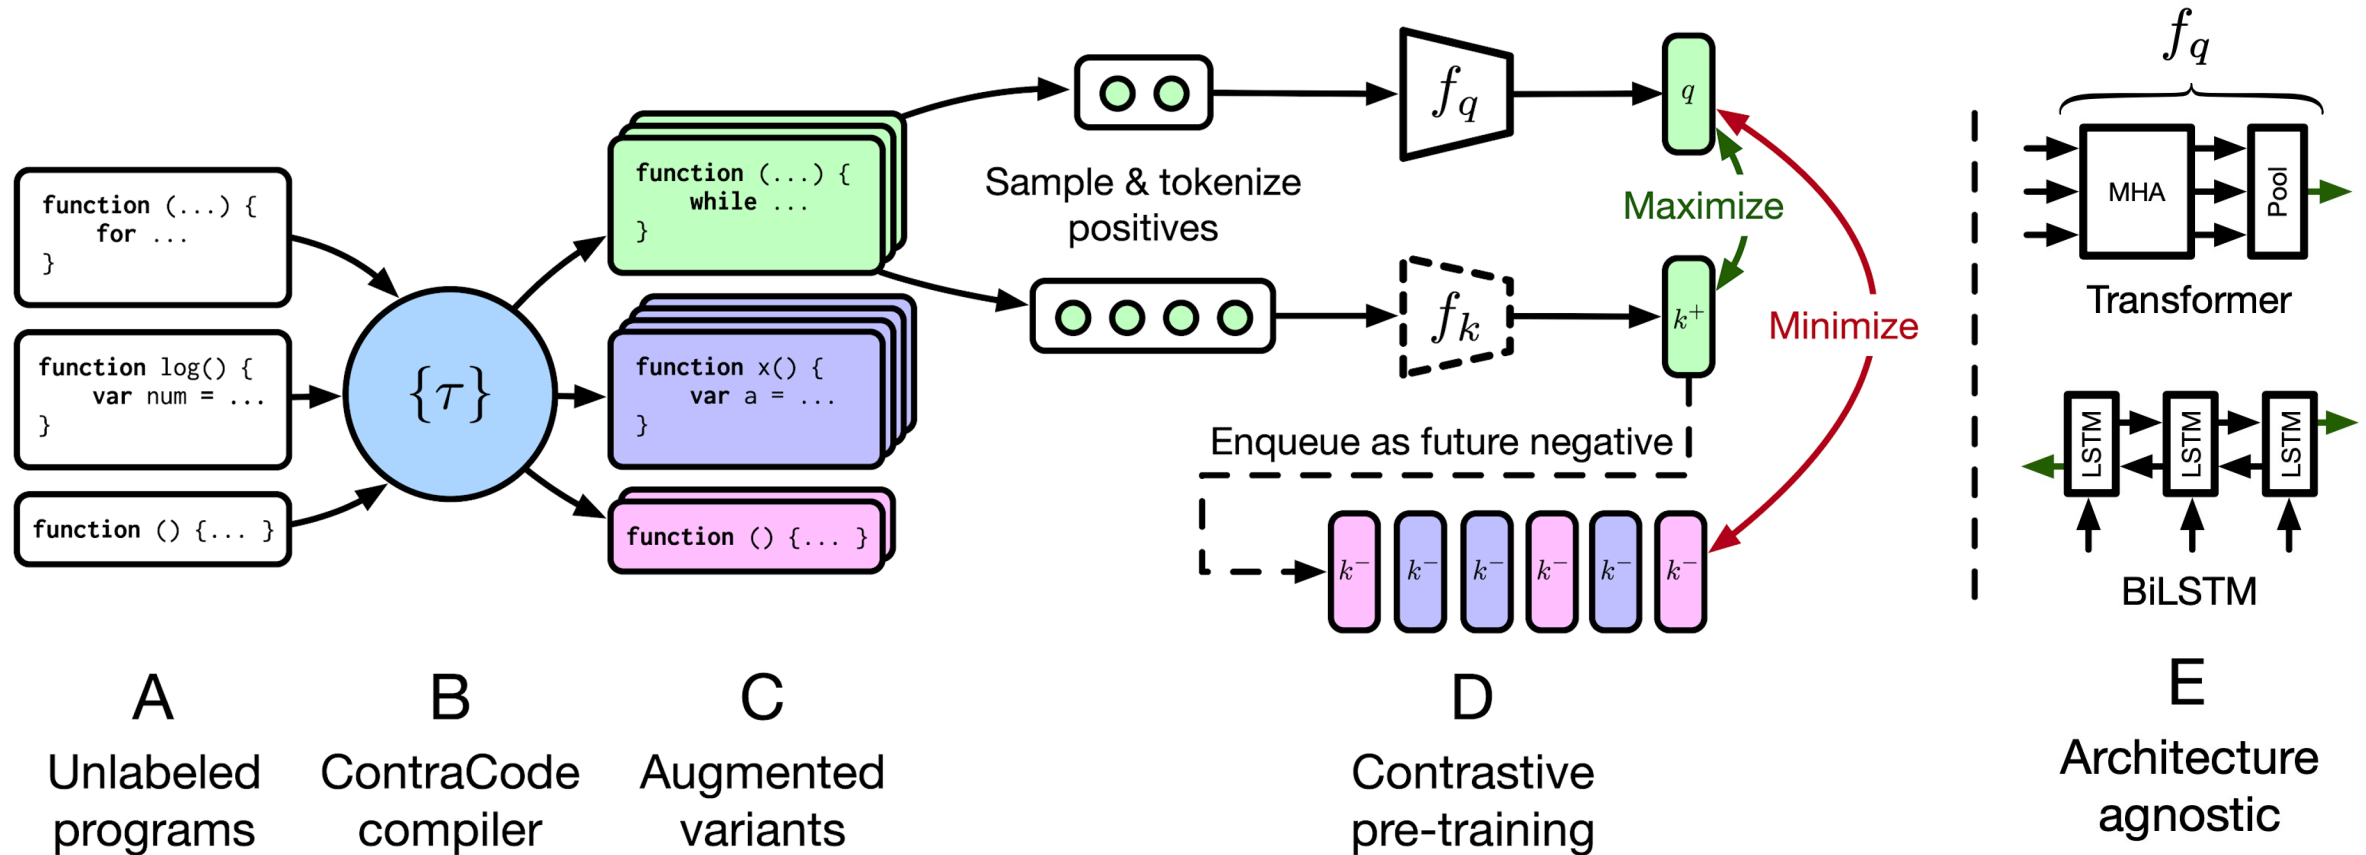 function (...) {
for ...
}
function log() {
var num = ...
}
function () {... }
{τ}
function (...) {
while ...
}
function x() {
var a = ...
}
function () {... }
Sample & tokenize
positives
f_q
f_k
q
k⁺
Maximize
Minimize
Enqueue as future negative
k⁻
k⁻
k⁻
k⁻
k⁻
k⁻
f_q
MHA
Pool
Transformer
LSTM
LSTM
LSTM
BiLSTM
A
Unlabeled
programs
B
ContraCode
compiler
C
Augmented
variants
D
Contrastive
pre-training
E
Architecture
agnostic